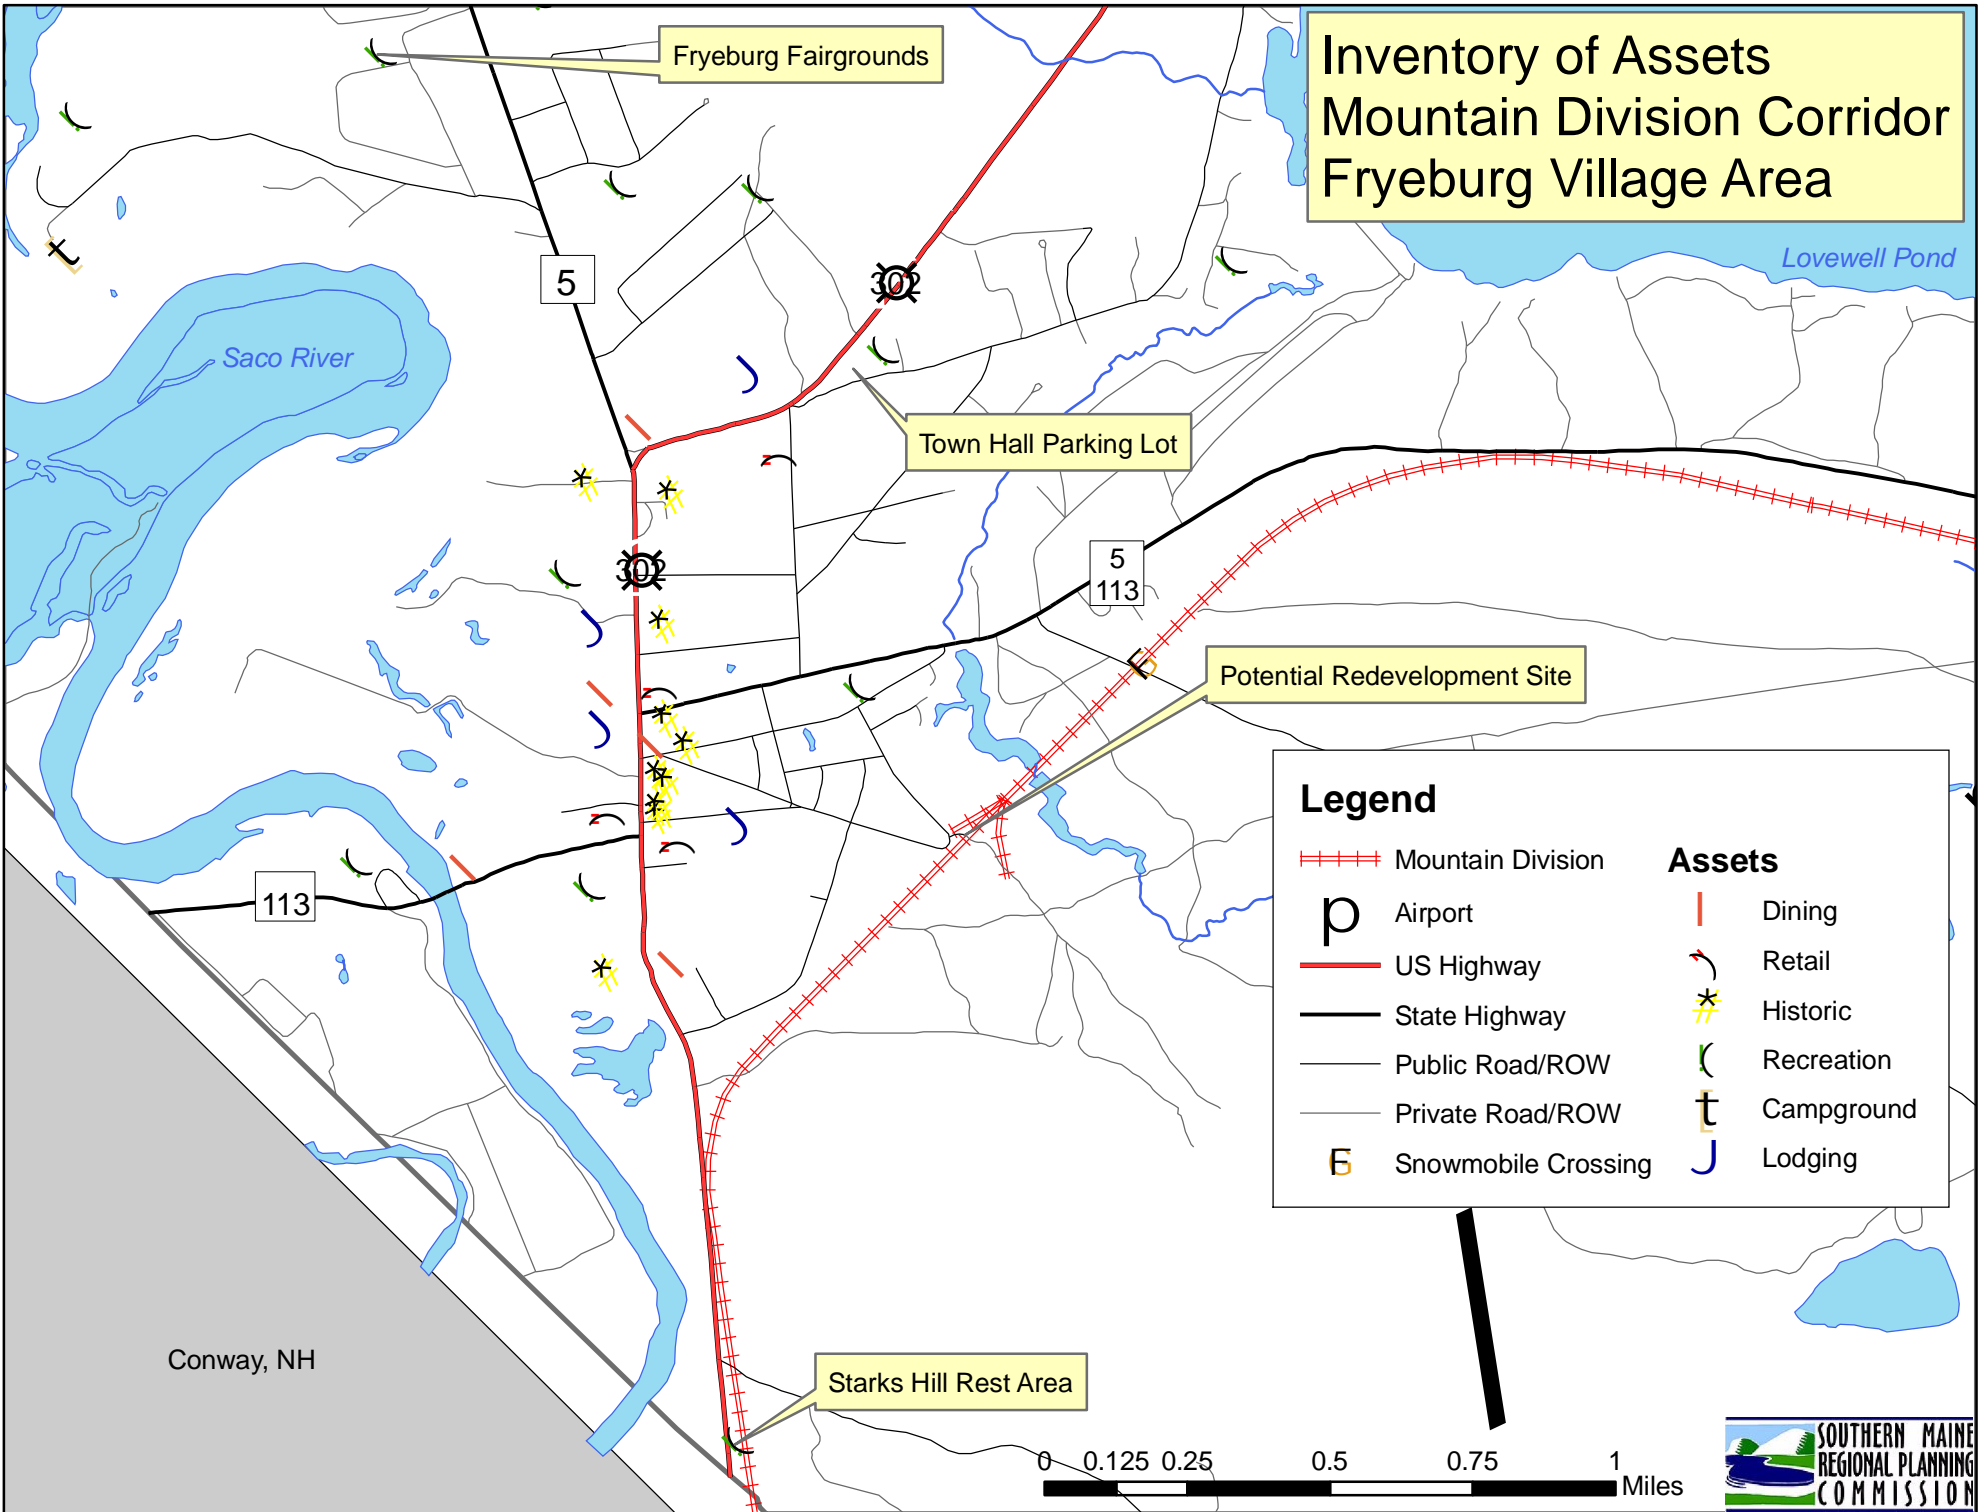 Inventory of Assets
Mountain Division Corridor
Fryeburg Village Area
Fryeburg Fairgrounds
Lovewell Pond
5
302
Saco River
Town Hall Parking Lot
302
5
113
Potential Redevelopment Site
113
Legend
Mountain Division
p Airport
US Highway
State Highway
Public Road/ROW
Private Road/ROW
Snowmobile Crossing
Assets
Dining
Retail
Historic
Recreation
Campground
Lodging
Conway, NH
Starks Hill Rest Area
0 0.125 0.25 0.5 0.75 1
Miles
SOUTHERN MAINE
REGIONAL PLANNING
COMMISSION